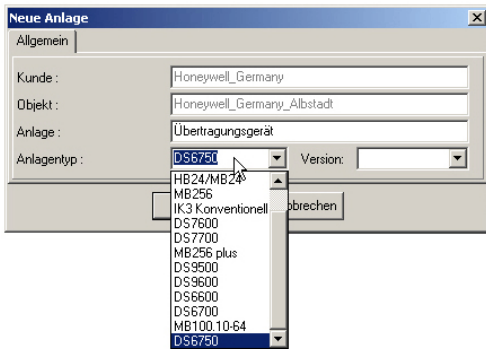 Neue Anlage
Allgemein
Kunde : Honeywell_Germany
Objekt : Honeywell_Germany_Albstadt
Anlage : Übertragungsgerät
Anlagentyp : DS6750 Version:
HB24/MB24
MB256
IK3 Konventionell
bbrechen
DS7600
DS7700
MB256 plus
DS9500
DS9600
DS6600
DS6700
MB100.10-64
DS6750